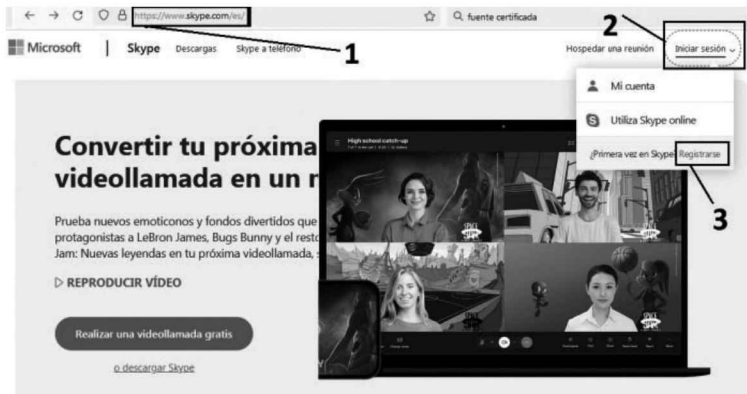 https://www.skype.com/es/
fuente certificada
2
1
Microsoft | Skype Descargas Skype a teléfono
Hospedar una reunión Iniciar sesión
Mi cuenta
Utiliza Skype online
¿Primera vez en Skype Registrarse
3
High school catch-up
Convertir tu próxima
videollamada en un
Prueba nuevos emoticonos y fondos divertidos que
protagonistas a LeBron James, Bugs Bunny y el resto
Jam: Nuevas leyendas en tu próxima videollamada,
REPRODUCIR VÍDEO
Realizar una videollamada gratis
o descargar Skype
SPACE
SPACE
SPACE